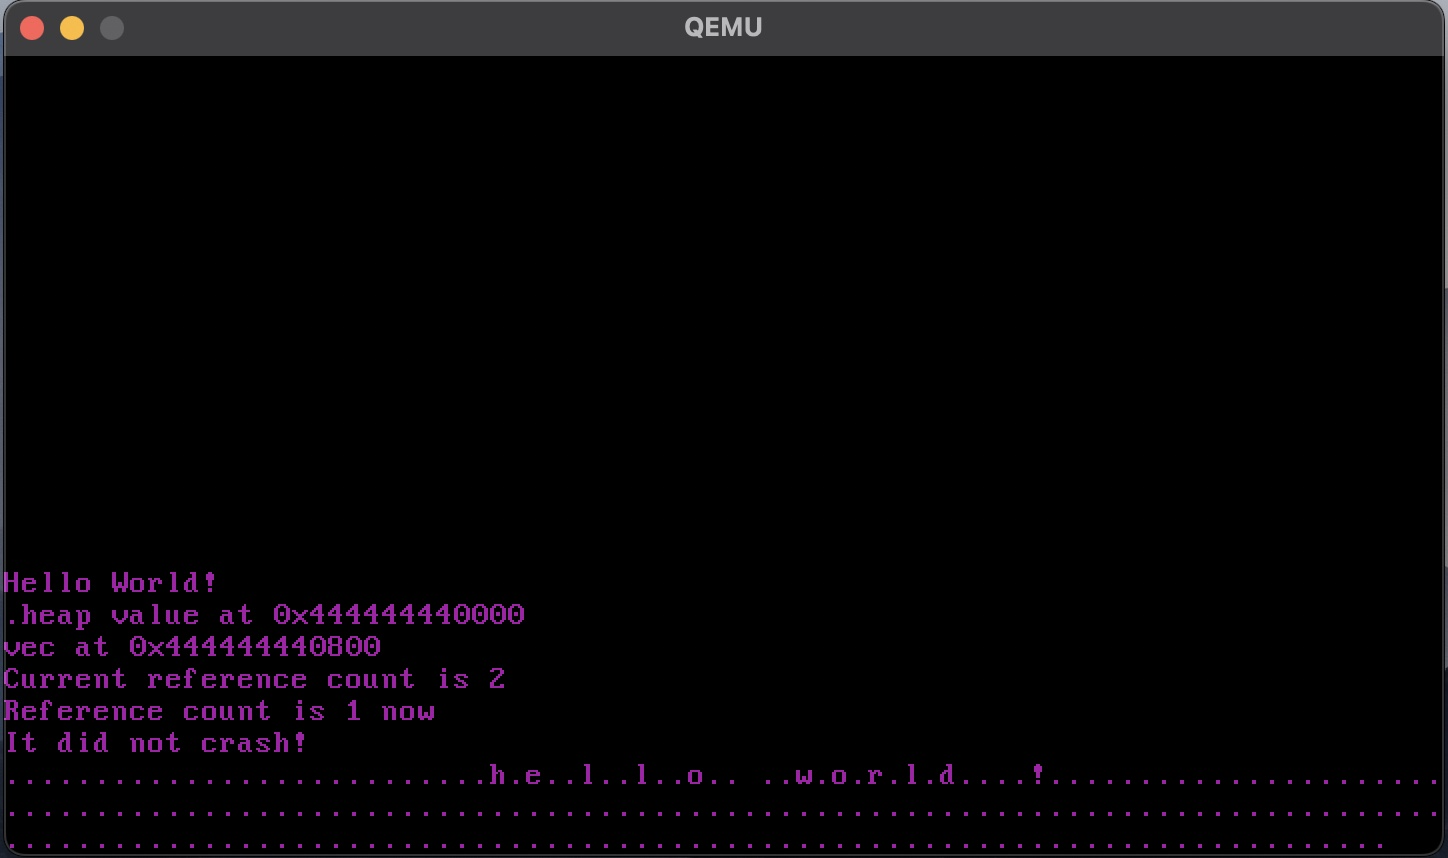 QEMU
Hello World!
.heap value at 0x444444440000
vec at 0x444444440800
Current reference count is 2
Reference count is 1 now
It did not crash!
...........................h.e..l..l..o.. ..w.o.r.l.d....!......................
................................................................................
.............................................................................